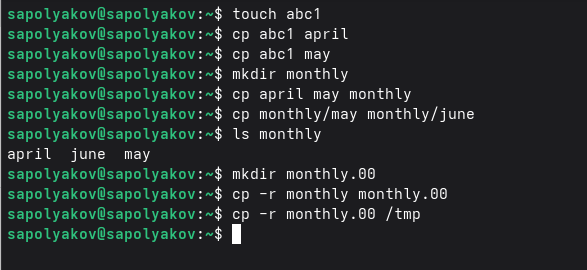 sapolyakov@sapolyakov:~$ touch abc1
sapolyakov@sapolyakov:~$ cp abc1 april
sapolyakov@sapolyakov:~$ cp abc1 may
sapolyakov@sapolyakov:~$ mkdir monthly
sapolyakov@sapolyakov:~$ cp april may monthly
sapolyakov@sapolyakov:~$ cp monthly/may monthly/june
sapolyakov@sapolyakov:~$ ls monthly
april  june  may
sapolyakov@sapolyakov:~$ mkdir monthly.00
sapolyakov@sapolyakov:~$ cp -r monthly monthly.00
sapolyakov@sapolyakov:~$ cp -r monthly.00 /tmp
sapolyakov@sapolyakov:~$